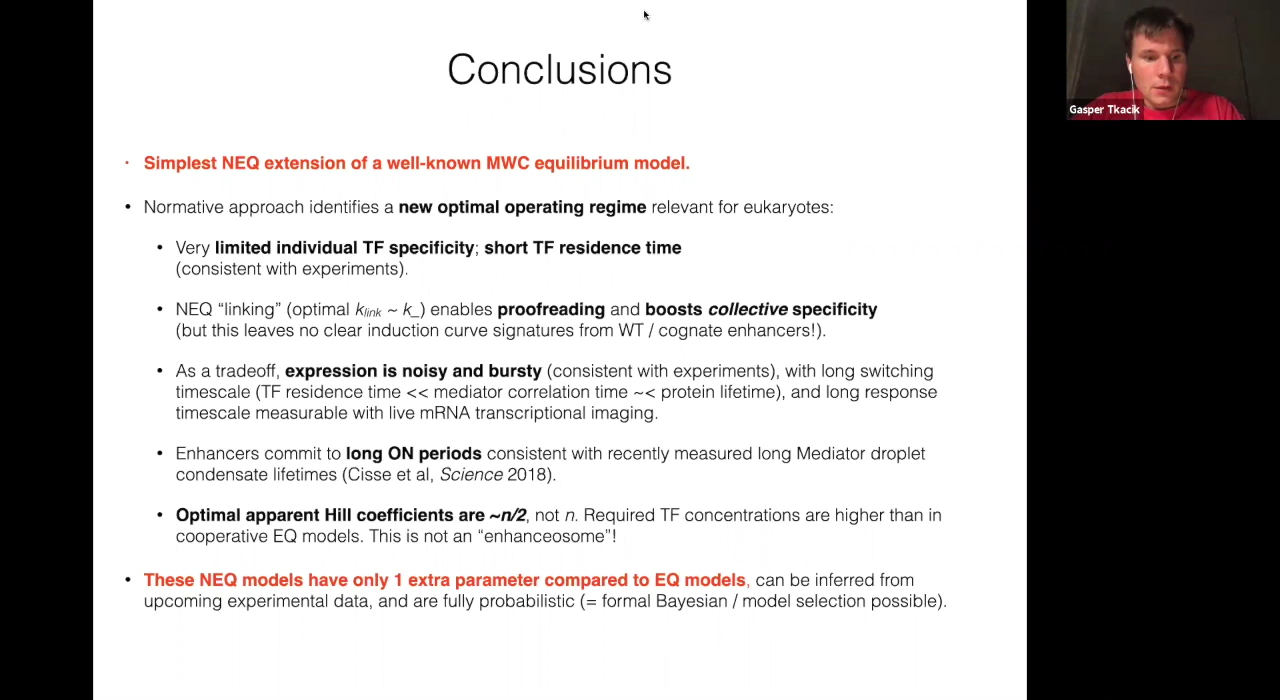 Conclusions
Gasper Tkacik
• Simplest NEQ extension of a well-known MWC equilibrium model.
• Normative approach identifies a new optimal operating regime relevant for eukaryotes:
• Very limited individual TF specificity; short TF residence time
(consistent with experiments).
• NEQ “linking” (optimal klink ~ k_) enables proofreading and boosts collective specificity
(but this leaves no clear induction curve signatures from WT / cognate enhancers!).
• As a tradeoff, expression is noisy and bursty (consistent with experiments), with long switching
timescale (TF residence time << mediator correlation time ~< protein lifetime), and long response
timescale measurable with live mRNA transcriptional imaging.
• Enhancers commit to long ON periods consistent with recently measured long Mediator droplet
condensate lifetimes (Cisse et al, Science 2018).
• Optimal apparent Hill coefficients are ~n/2, not n. Required TF concentrations are higher than in
cooperative EQ models. This is not an “enhanceosome”!
• These NEQ models have only 1 extra parameter compared to EQ models, can be inferred from
upcoming experimental data, and are fully probabilistic (= formal Bayesian / model selection possible).